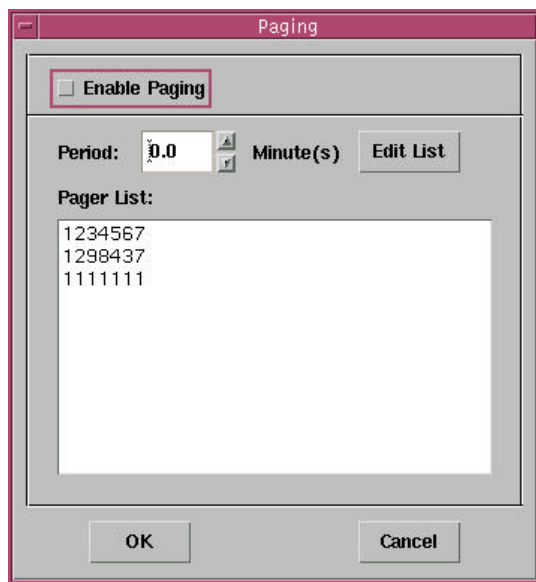 Paging
Enable Paging
Period: 0.0 Minute(s) Edit List
Pager List:
1234567
1298437
1111111
OK Cancel